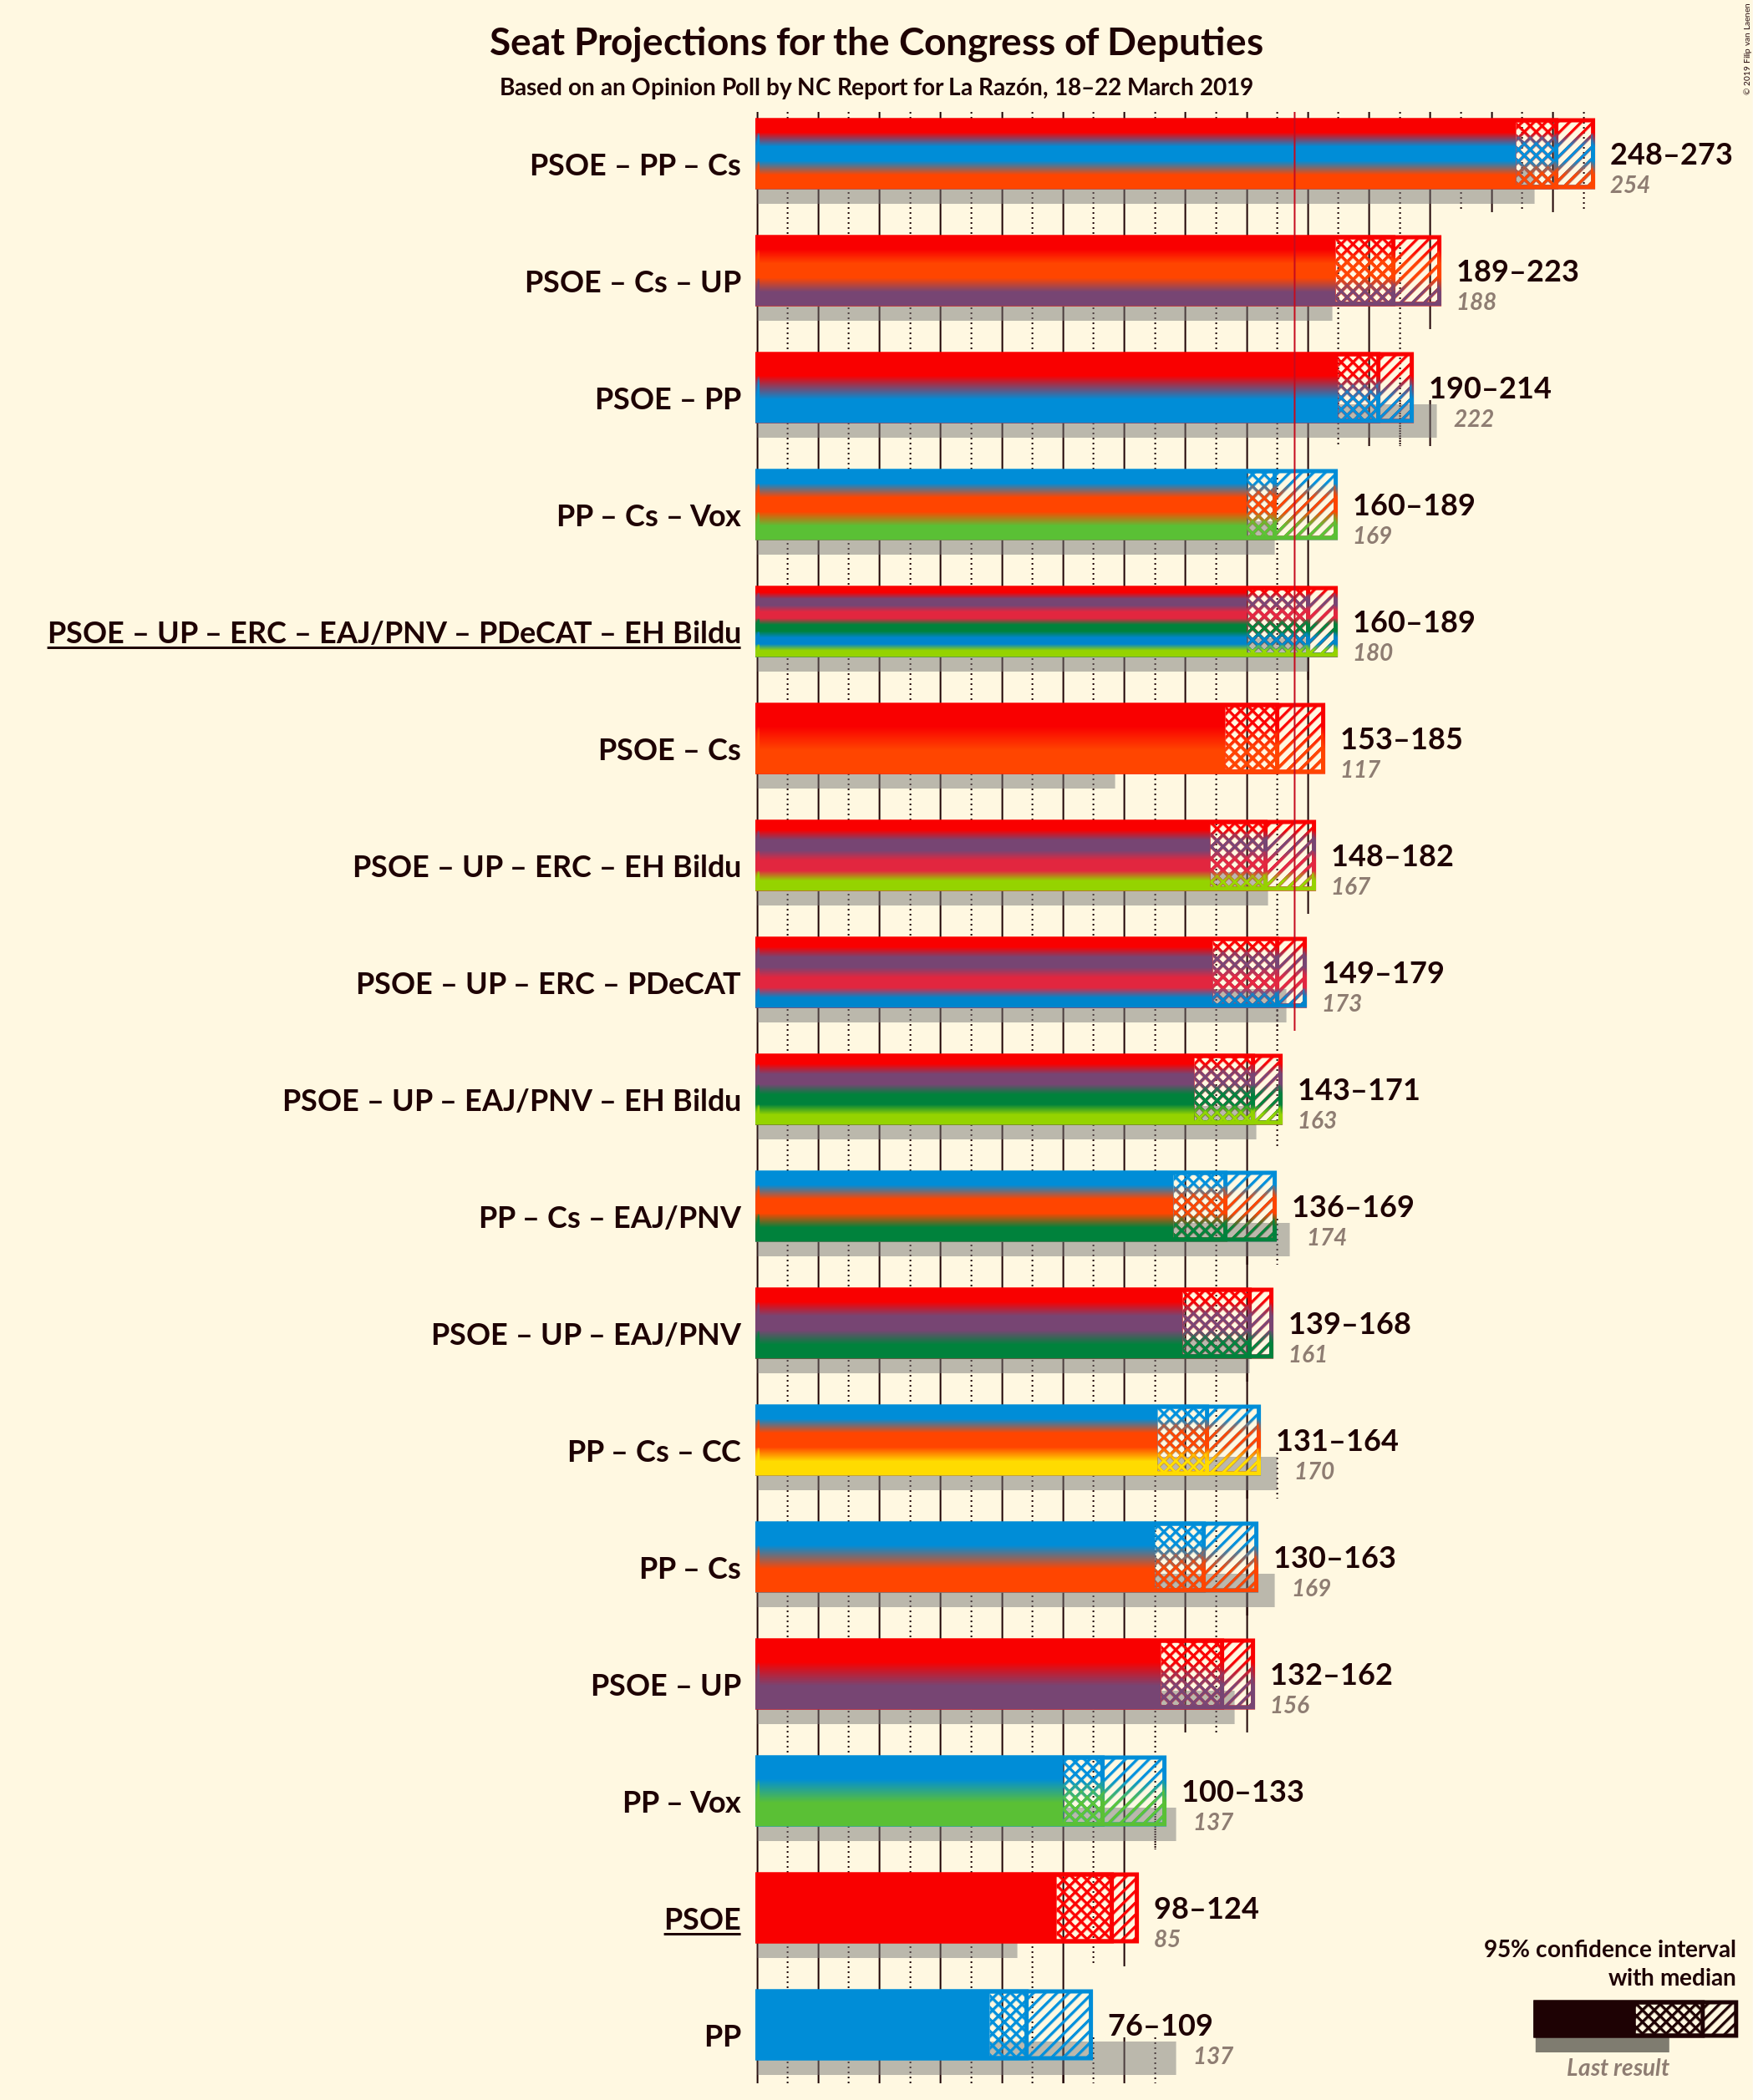 Seat Projections for the Congress of Deputies
Based on an Opinion Poll by NC Report for La Razón, 18–22 March 2019
© 2019 Filip van Laenen
PSOE – PP – Cs
248–273
254
PSOE – Cs – UP
189–223
188
PSOE – PP
190–214
222
PP – Cs – Vox
160–189
169
PSOE – UP – ERC – EAJ/PNV – PDeCAT – EH Bildu
160–189
180
PSOE – Cs
153–185
117
PSOE – UP – ERC – EH Bildu
148–182
167
PSOE – UP – ERC – PDeCAT
149–179
173
PSOE – UP – EAJ/PNV – EH Bildu
143–171
163
PP – Cs – EAJ/PNV
136–169
174
PSOE – UP – EAJ/PNV
139–168
161
PP – Cs – CC
131–164
170
PP – Cs
130–163
169
PSOE – UP
132–162
156
PP – Vox
100–133
137
PSOE
98–124
85
PP
76–109
137
95% confidence interval
with median
Last result